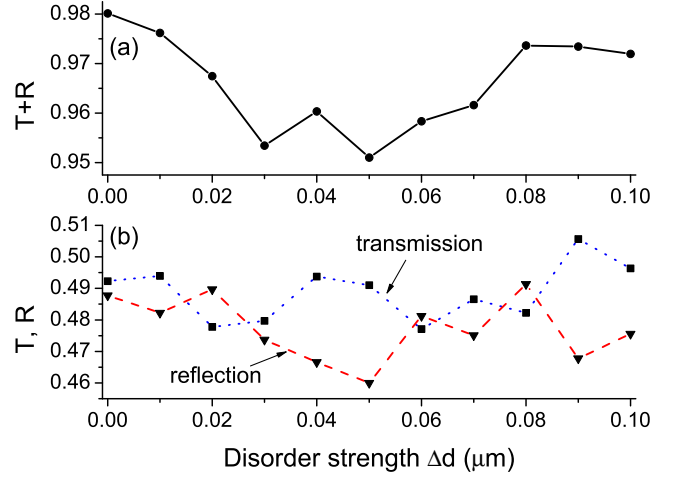 0.98
(a)
0.97
T+R
0.96
0.95
0.00 0.02 0.04 0.06 0.08 0.10
0.51
(b)
transmission
0.50
0.49
T, R
0.48
0.47
reflection
0.46
0.00 0.02 0.04 0.06 0.08 0.10
Disorder strength Δd (μm)